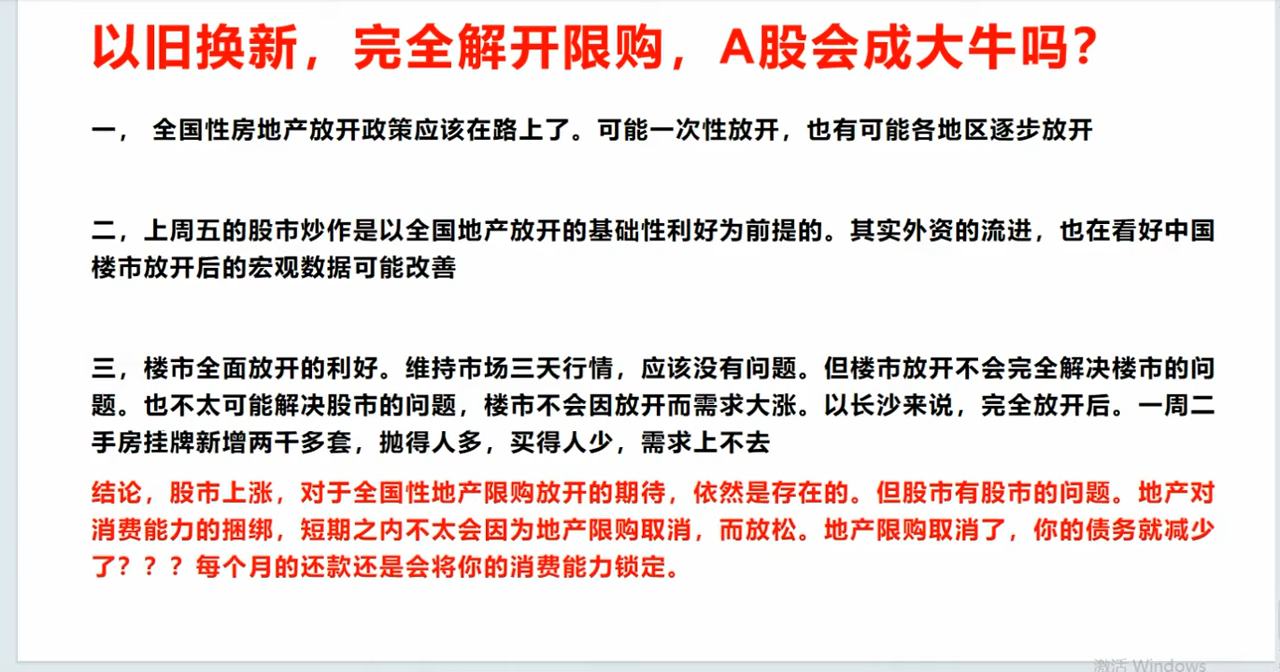 以旧换新，完全解开限购，A股会成大牛吗？
一， 全国性房地产放开政策应该在路上了。可能一次性放开，也有可能各地区逐步放开
二，上周五的股市炒作是以全国地产放开的基础性利好为前提的。其实外资的流进，也在看好中国
楼市放开后的宏观数据可能改善
三，楼市全面放开的利好。维持市场三天行情，应该没有问题。但楼市放开不会完全解决楼市的问
题。也不太可能解决股市的问题，楼市不会因放开而需求大涨。以长沙来说，完全放开后。一周二
手房挂牌新增两千多套，抛得人多，买得人少，需求上不去
结论，股市上涨，对于全国性地产限购放开的期待，依然是存在的。但股市有股市的问题。地产对
消费能力的捆绑，短期之内不太会因为地产限购取消，而放松。地产限购取消了，你的债务就减少
了？？？每个月的还款还是会将你的消费能力锁定。
激活 Windows